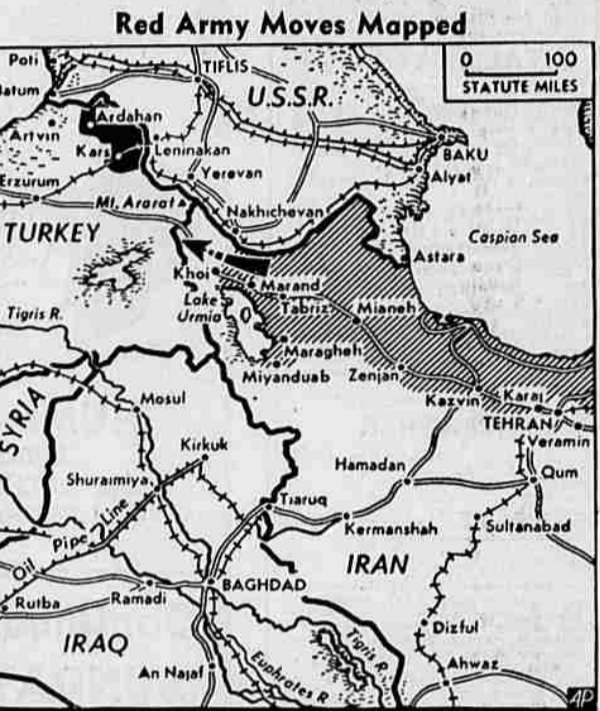 Red Army Moves Mapped
0 100
STATUTE MILES
Poti
Batum
TIFLIS
U.S.S.R.
Ardahan
Artvin
Kars
Leninakan
BAKU
Alyat
Erzurum
Yerevan
Mt. Ararat
Nakhichevan
TURKEY
Caspian Sea
Astara
Khoi
Marand
Lake
Urmia
Tabriz
Mianeh
Tigris R.
Maragheh
Miyanduab
Zenjan
Kazvin
Karaj
TEHRAN
Veramin
SYRIA
Mosul
Kirkuk
Hamadan
Qum
Shuraimiya
Tiaruq
Kermanshah
Sultanabad
Oil Pipe Line
IRAN
BAGHDAD
Rutba
Ramadi
IRAQ
An Najaf
Euphrates R.
Tigris R.
Dizful
Ahwaz
AP